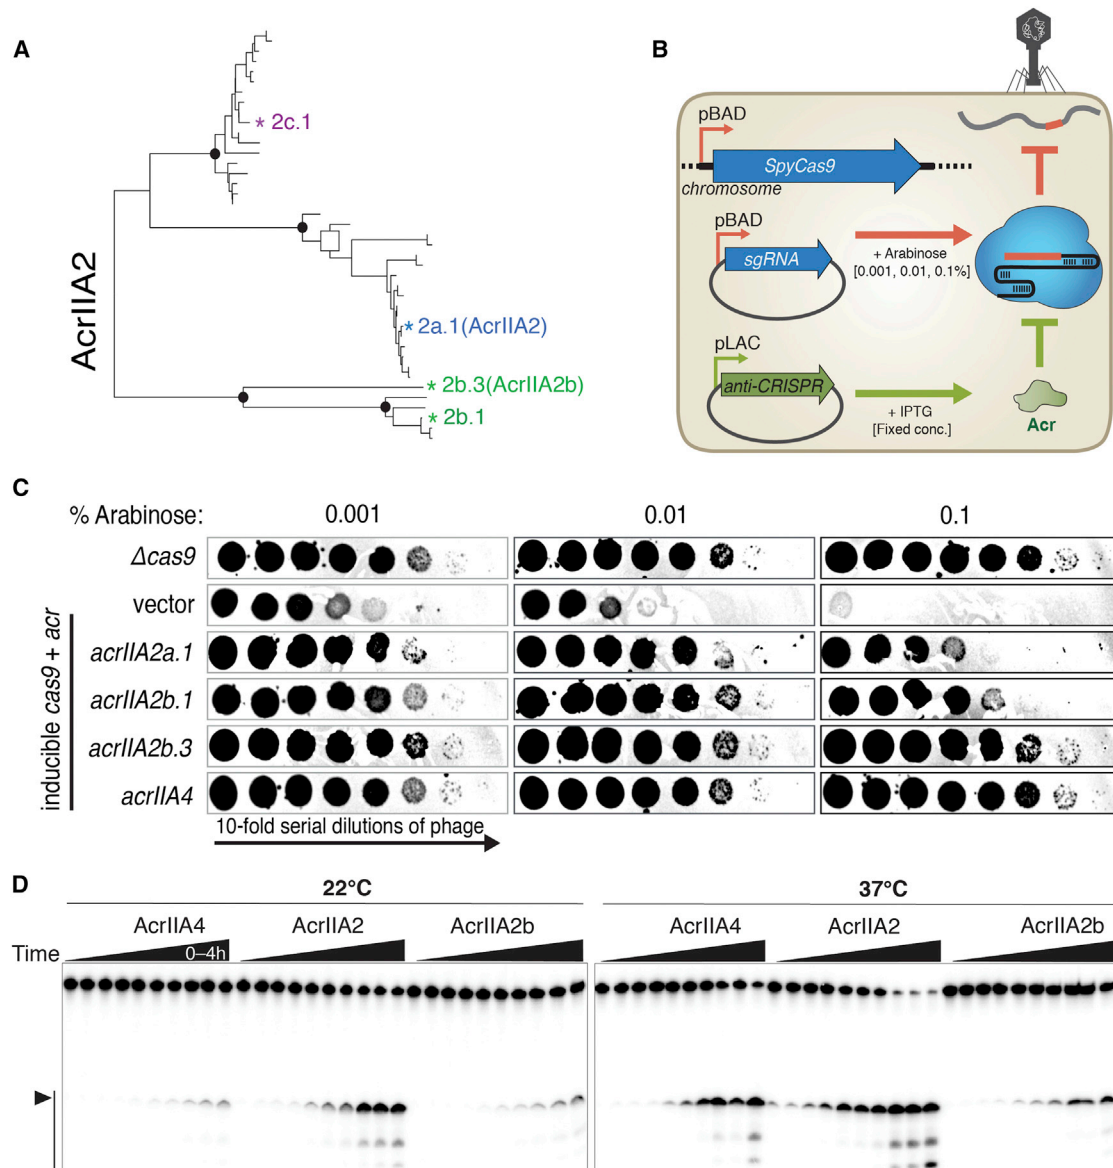 A
AcrIIA2
* 2c.1
* 2a.1(AcrIIA2)
* 2b.3(AcrIIA2b)
* 2b.1
B
pBAD
SpyCas9
chromosome
pBAD
sgRNA
+ Arabinose
[0.001, 0.01, 0.1%]
pLAC
anti-CRISPR
+ IPTG
[Fixed conc.]
Acr
C
% Arabinose: 0.001 0.01 0.1
Δcas9
inducible cas9 + acr
vector
acrIIA2a.1
acrIIA2b.1
acrIIA2b.3
acrIIA4
10-fold serial dilutions of phage
D
22°C 37°C
AcrIIA4 AcrIIA2 AcrIIA2b AcrIIA4 AcrIIA2 AcrIIA2b
Time 0–4h